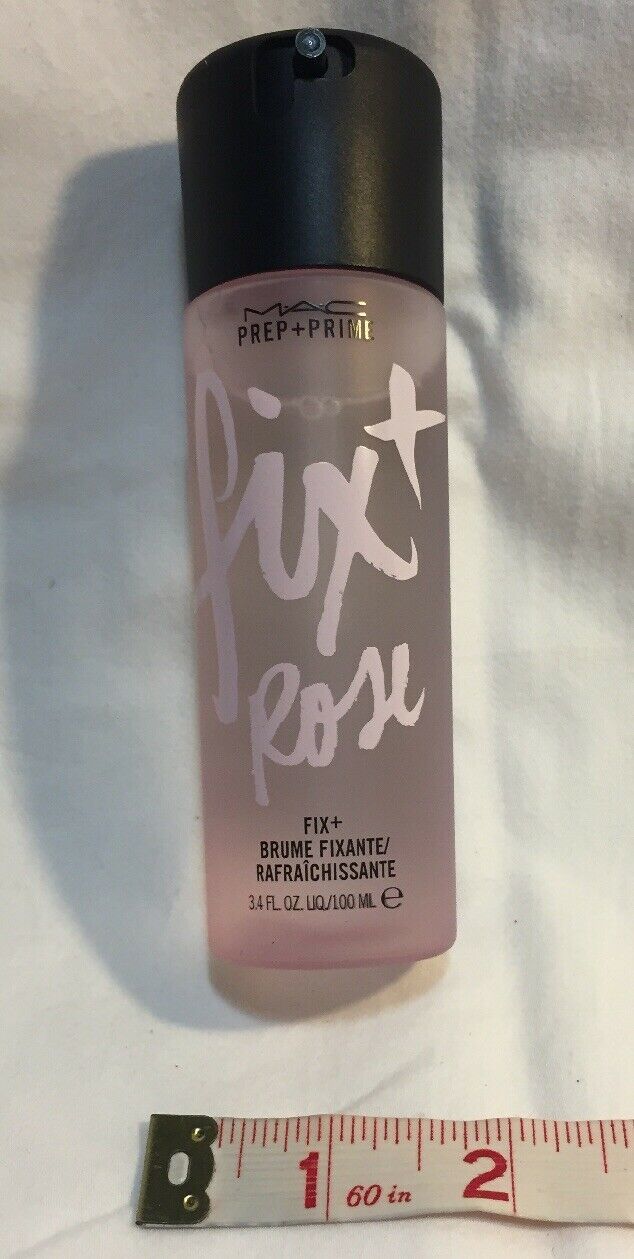 MAC
PREP+PRIME
fix+
Rose
FIX+
BRUME FIXANTE/
RAFRAÎCHISSANTE
3.4 FL. OZ. LIQ./100 ML ℮
1 60 in 2